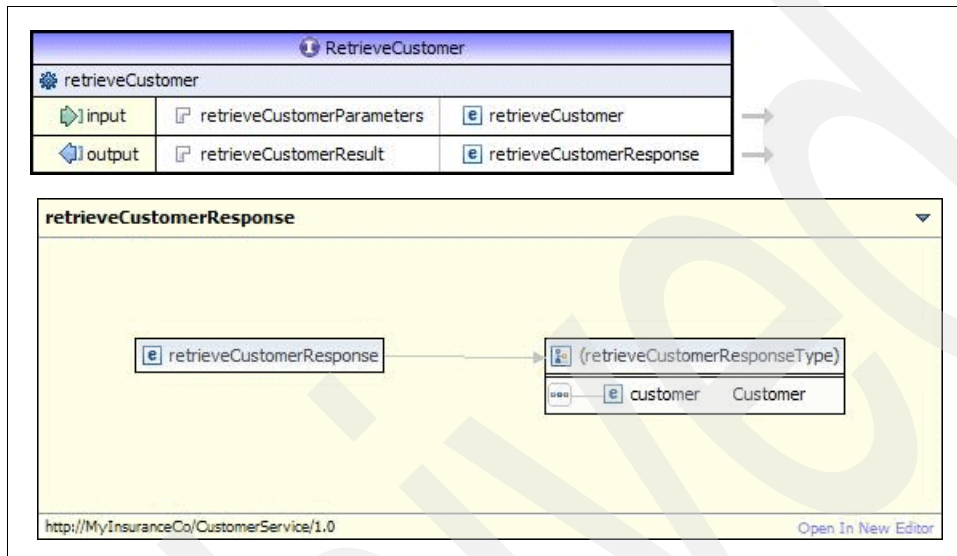 RetrieveCustomer
retrieveCustomer
input retrieveCustomerParameters e retrieveCustomer
output retrieveCustomerResult e retrieveCustomerResponse
retrieveCustomerResponse
e retrieveCustomerResponse
(retrieveCustomerResponseType)
e customer Customer
http://MyInsuranceCo/CustomerService/1.0
Open In New Editor